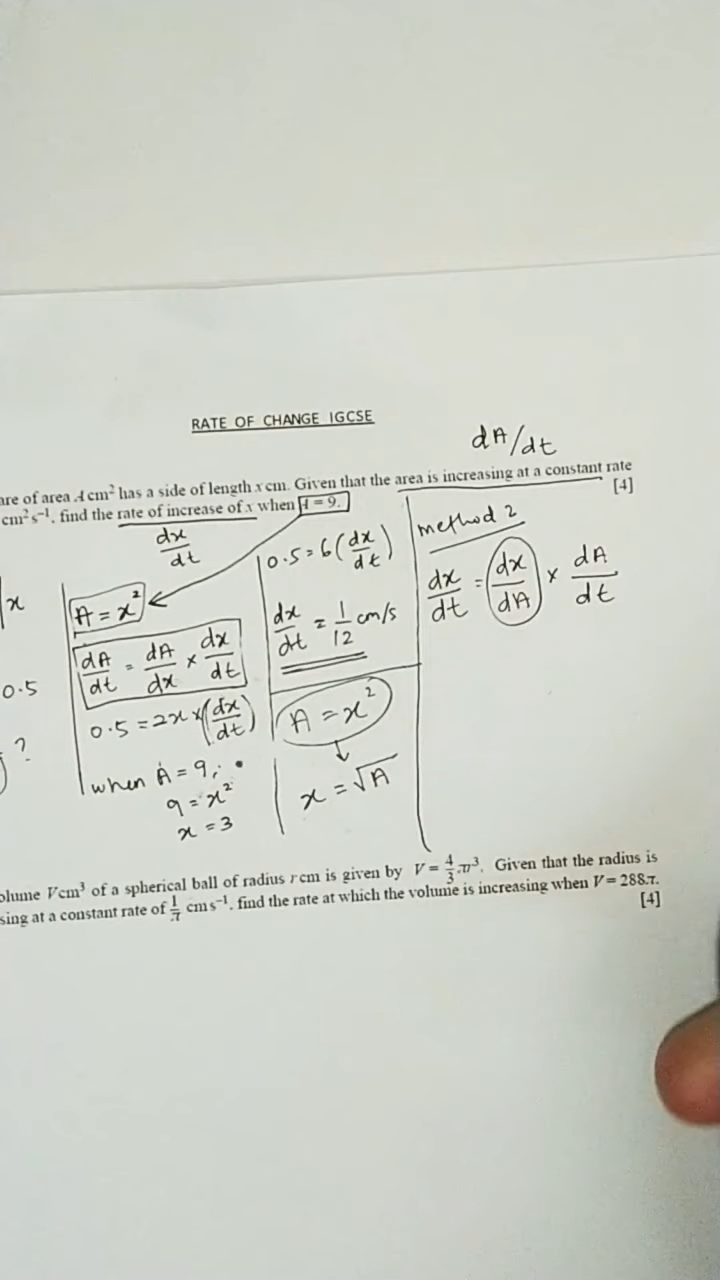 RATE OF CHANGE IGCSE
dA/dt
are of area A cm² has a side of length x cm. Given that the area is increasing at a constant rate
cm² s⁻¹, find the rate of increase of x when A = 9.
[4]
dx/dt
x
0.5
?
A = x²
dA/dt = dA/dx × dx/dt
0.5 = 2x × (dx/dt)
when A = 9,
9 = x²
x = 3
0.5 = 6(dx/dt)
dx/dt = 1/12 cm/s
A = x²
x = √A
method 2
dx/dt = dx/dA × dA/dt
olume V cm³ of a spherical ball of radius r cm is given by V = 4/3 πr³. Given that the radius is
sing at a constant rate of 1/π cm s⁻¹, find the rate at which the volume is increasing when V = 288π.
[4]